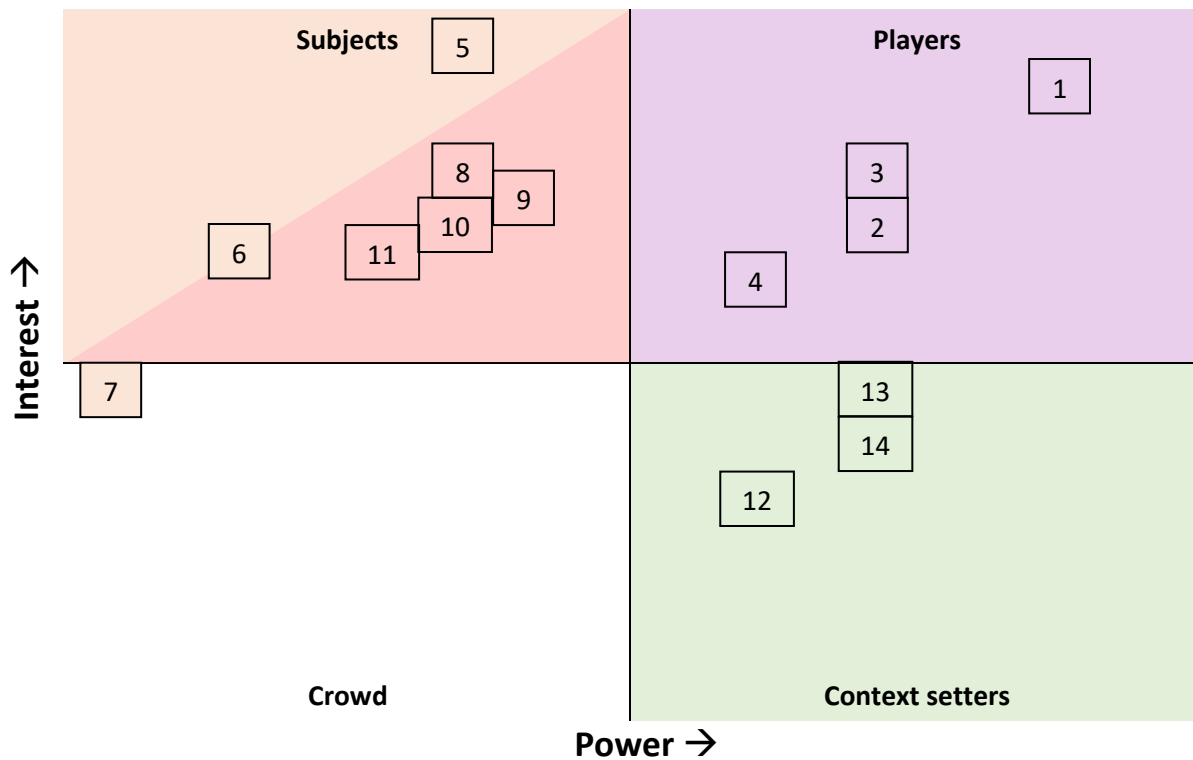 Subjects
Players
5
1
8
3
9
10
2
6
11
4
Interest →
7
13
14
12
Crowd
Context setters
Power →